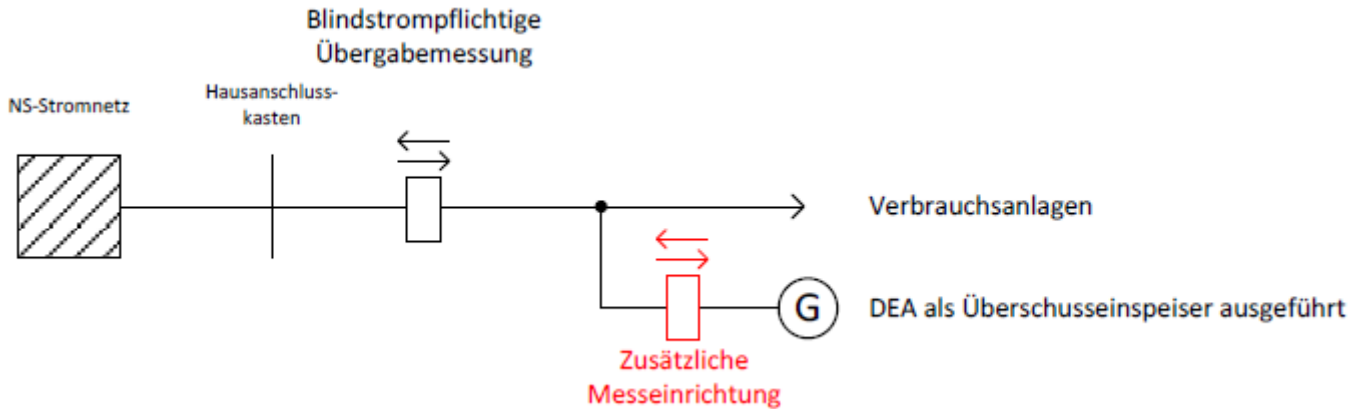 Blindstrompflichtige
Übergabemessung
NS-Stromnetz
Hausanschluss-
kasten
Verbrauchsanlagen
G
DEA als Überschusseinspeiser ausgeführt
Zusätzliche
Messeinrichtung